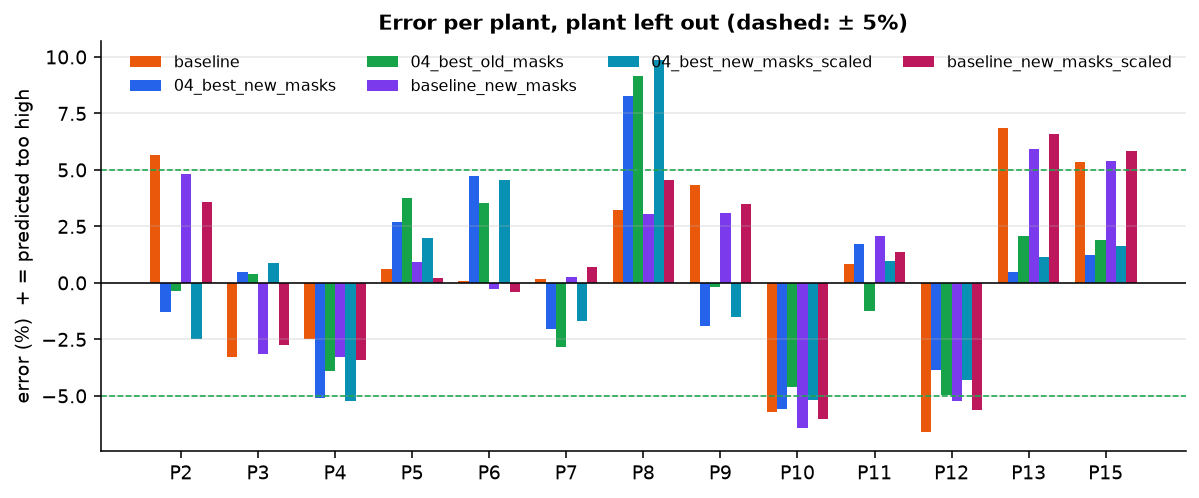 Error per plant, plant left out (dashed: ± 5%)
baseline
04_best_new_masks
04_best_old_masks
baseline_new_masks
04_best_new_masks_scaled
baseline_new_masks_scaled
error (%)  + = predicted too high
10.0
7.5
5.0
2.5
0.0
−2.5
−5.0
P2 P3 P4 P5 P6 P7 P8 P9 P10 P11 P12 P13 P15